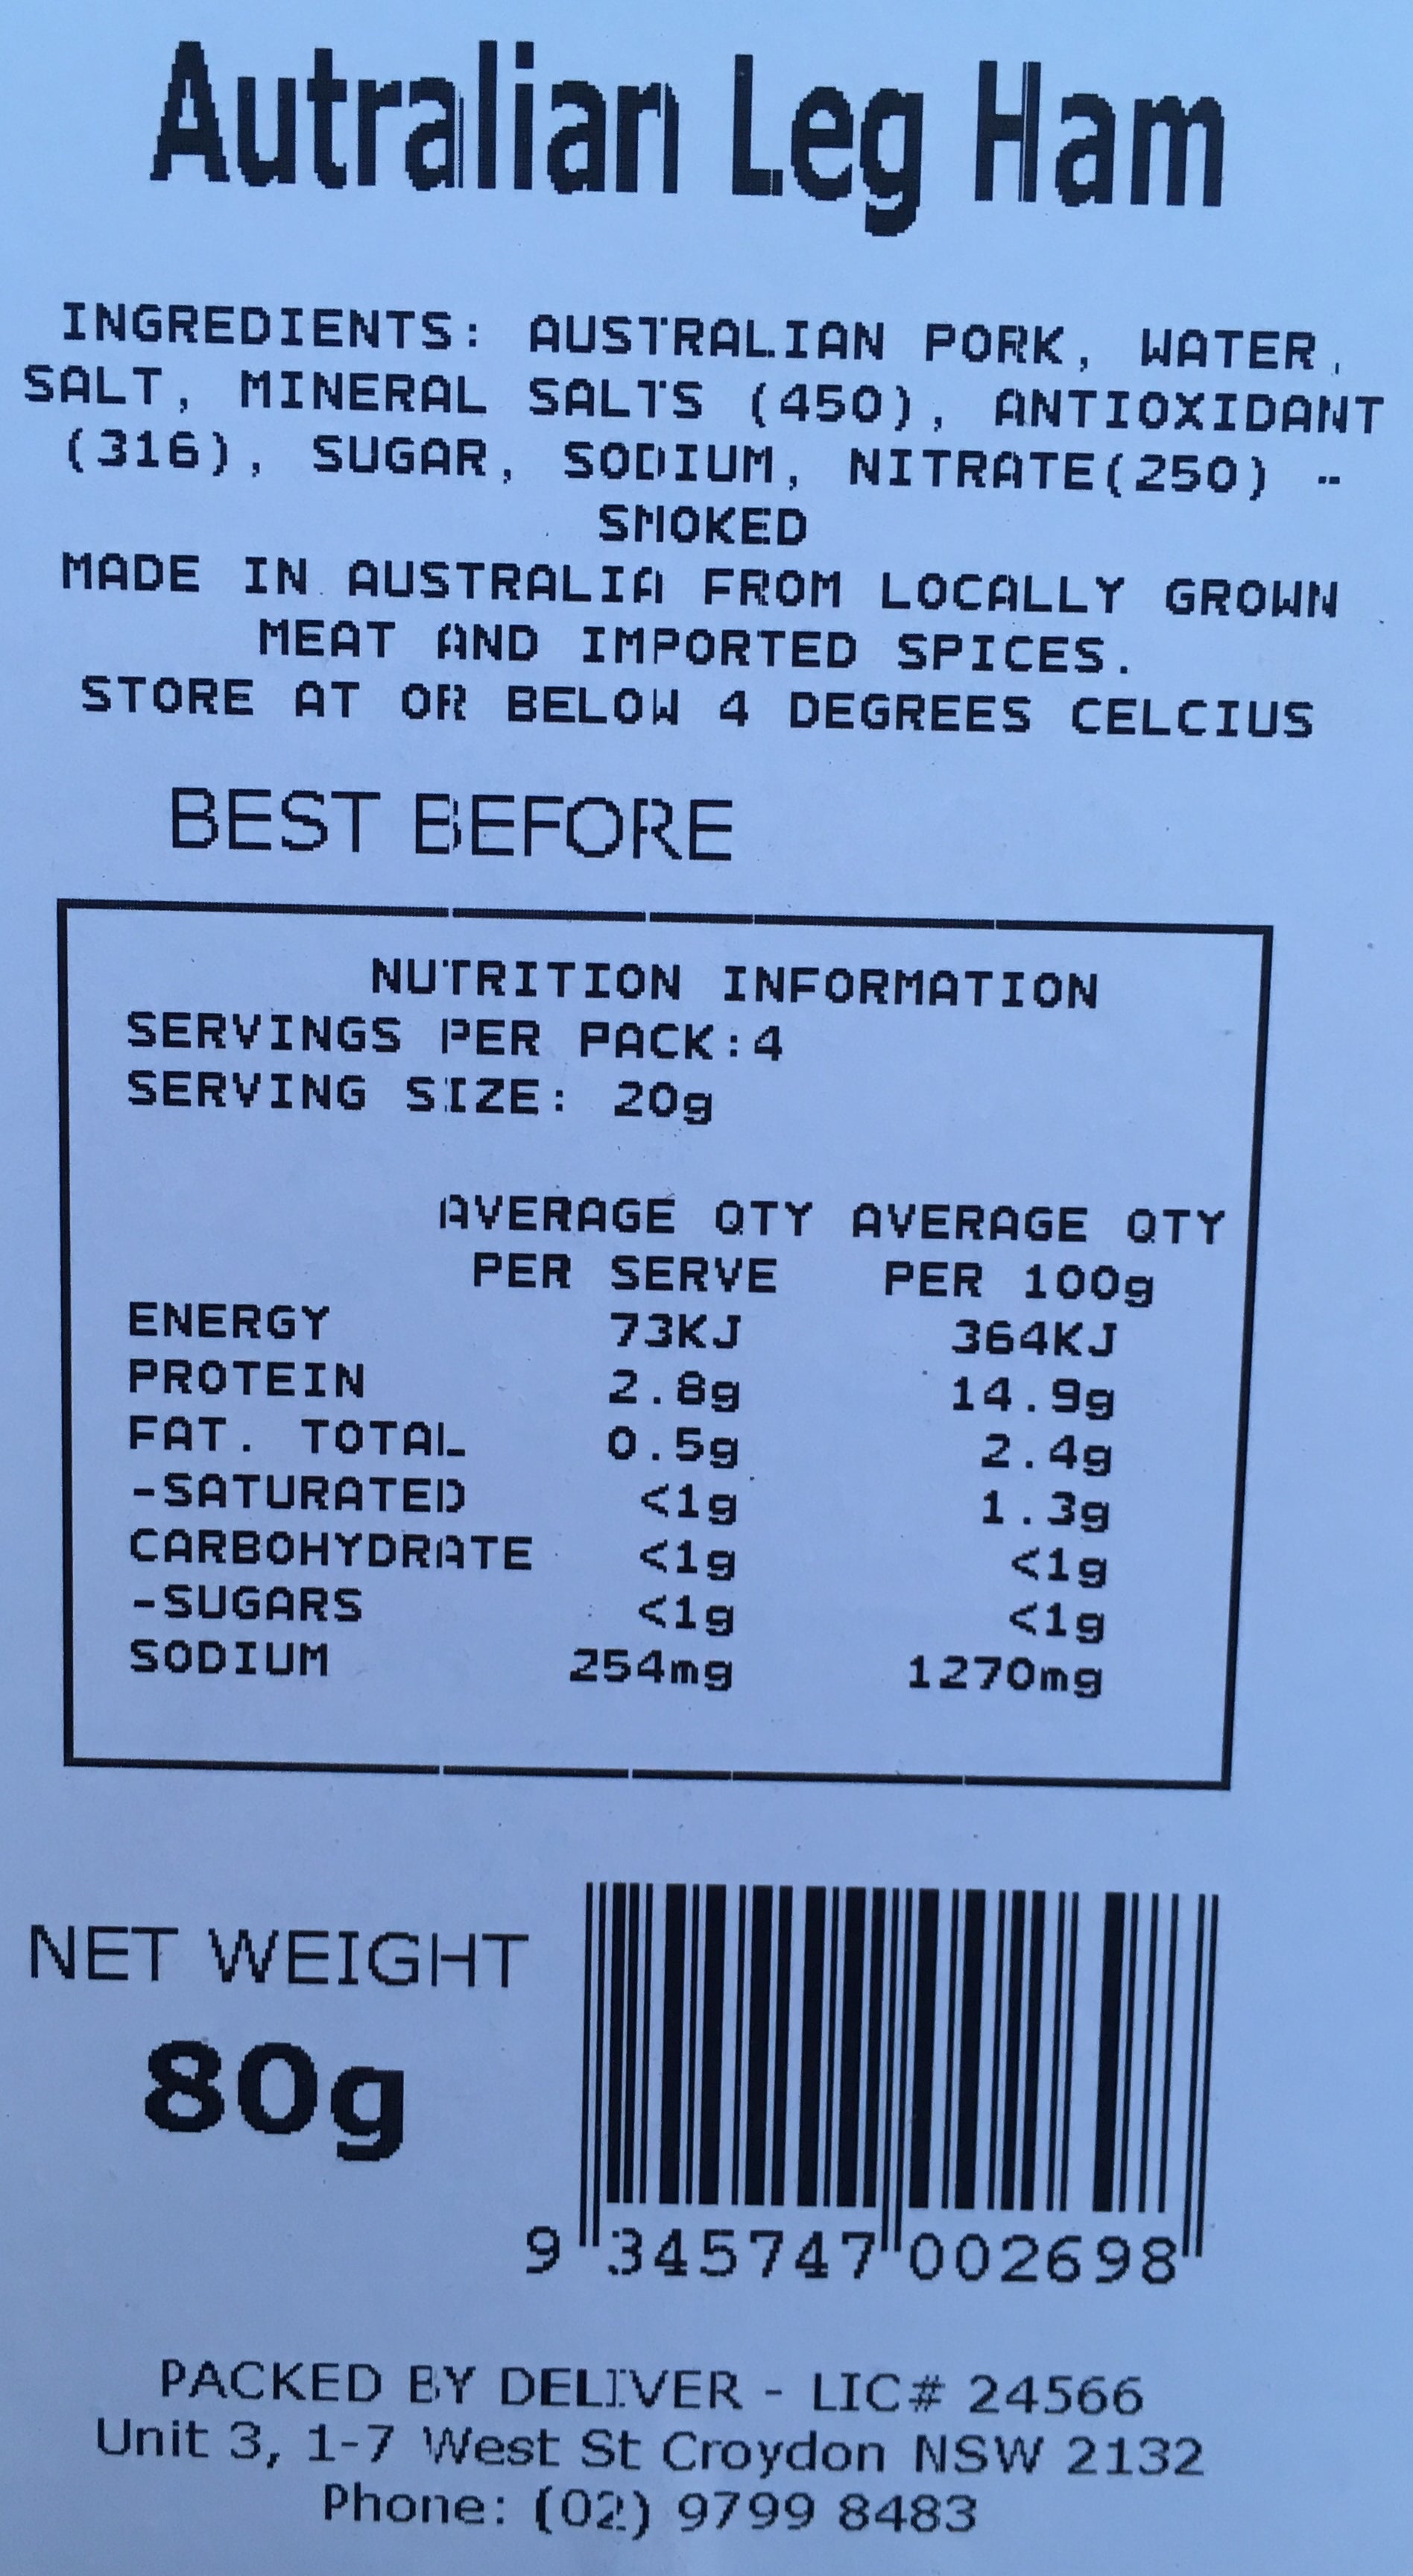 Autralian Leg Ham
INGREDIENTS: AUSTRALIAN PORK, WATER,
SALT, MINERAL SALTS (450), ANTIOXIDANT
(316), SUGAR, SODIUM, NITRATE(250) -
SMOKED
MADE IN AUSTRALIA FROM LOCALLY GROWN
MEAT AND IMPORTED SPICES.
STORE AT OR BELOW 4 DEGREES CELCIUS
BEST BEFORE
NUTRITION INFORMATION
SERVINGS PER PACK:4
SERVING SIZE: 20g
AVERAGE QTY AVERAGE QTY
PER SERVE PER 100g
ENERGY 73KJ 364KJ
PROTEIN 2.8g 14.9g
FAT. TOTAL 0.5g 2.4g
-SATURATED <1g 1.3g
CARBOHYDRATE <1g <1g
-SUGARS <1g <1g
SODIUM 254mg 1270mg
NET WEIGHT
80g
9 345747 002698
PACKED BY DELIVER - LIC# 24566
Unit 3, 1-7 West St Croydon NSW 2132
Phone: (02) 9799 8483